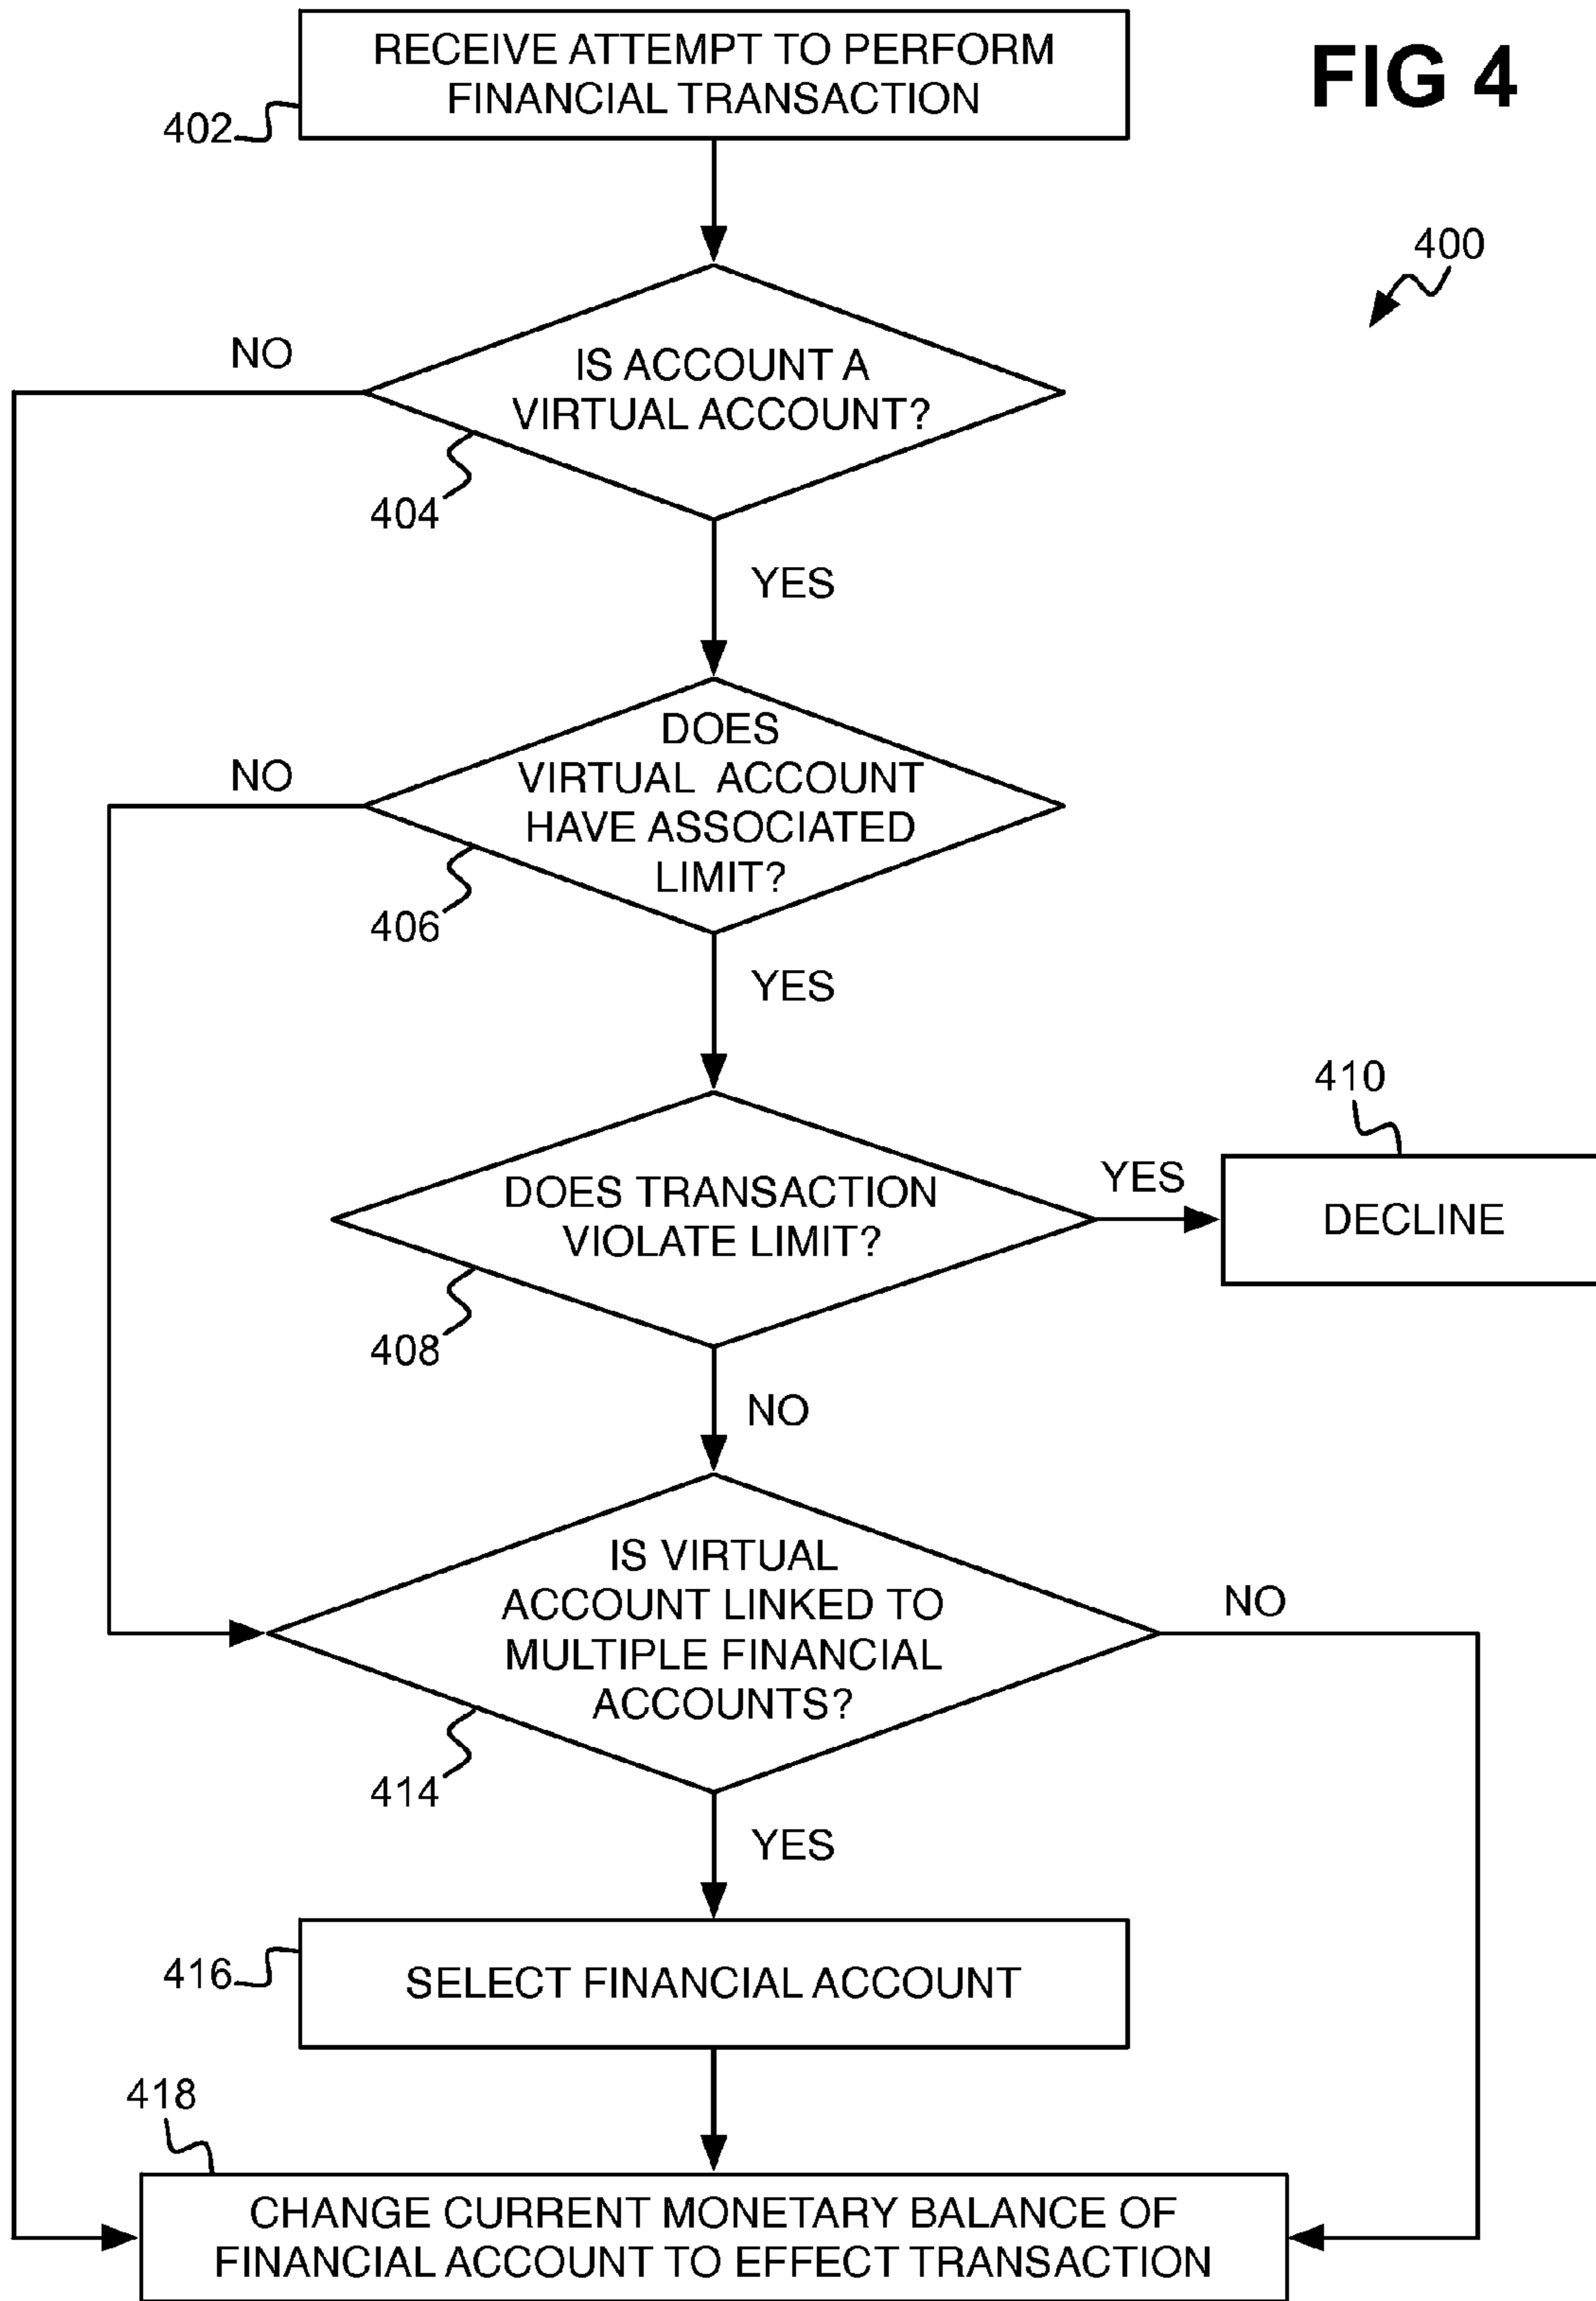 RECEIVE ATTEMPT TO PERFORM
FINANCIAL TRANSACTION
402
FIG 4
400
NO
IS ACCOUNT A
VIRTUAL ACCOUNT?
404
YES
DOES
VIRTUAL ACCOUNT
HAVE ASSOCIATED
LIMIT?
NO
406
YES
410
DOES TRANSACTION
VIOLATE LIMIT?
YES
DECLINE
408
NO
IS VIRTUAL
ACCOUNT LINKED TO
MULTIPLE FINANCIAL
ACCOUNTS?
NO
414
YES
416
SELECT FINANCIAL ACCOUNT
418
CHANGE CURRENT MONETARY BALANCE OF
FINANCIAL ACCOUNT TO EFFECT TRANSACTION